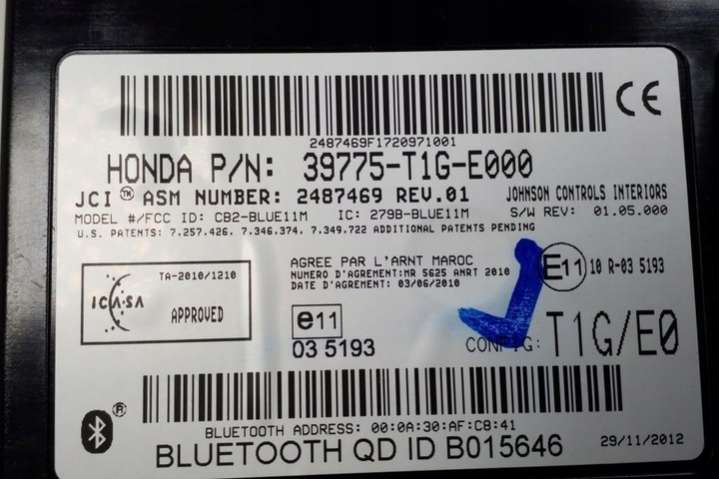 CE
2487469F1720971001
HONDA P/N: 39775-T1G-E000
JCI™ ASM NUMBER: 2487469 REV.01 JOHNSON CONTROLS INTERIORS
MODEL #/FCC ID: CB2-BLUE11M IC: 279B-BLUE11M S/W REV: 01.05.000
U.S. PATENTS: 7.257.426. 7.346.374. 7.349.722 ADDITIONAL PATENTS PENDING
TA-2010/1210
ICASA
APPROVED
AGREE PAR L'ARNT MAROC
NUMERO D'AGREMENT:MR 5625 ANRT 2010
DATE D'AGREMENT: 03/06/2010
e11
03 5193
E11 10 R-03 5193
CONFIG: T1G/E0
®
BLUETOOTH ADDRESS: 00:0A:30:AF:CB:41
BLUETOOTH QD ID B015646
29/11/2012